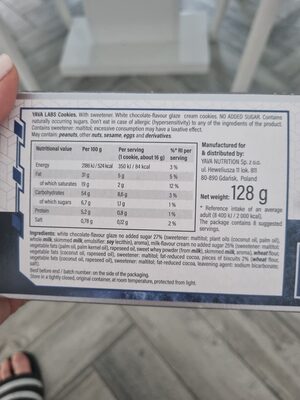 YAVA LABS Cookies. With sweetener. White chocolate-flavour glaze cream cookies. NO ADDED SUGAR. Contains
naturally occurring sugars. Don't eat in case of allergic (hypersensitivity) to any of the ingredients of the product.
Contains sweetener: maltitol; excessive consumption may have a laxative effect.
May contain: peanuts, other nuts, sesame, eggs and derivatives.
Nutritional value Per 100 g Per serving (1 cookie, about 16 g) %* RI per serving
Energy 2186 kJ / 524 kcal 350 kJ / 84 kcal 3 %
Fat 31 g 5 g 5 %
of which saturates 19 g 2 g 12 %
Carbohydrates 54 g 8,6 g 3 %
of which sugars 6,7 g 1,1 g 1 %
Protein 5,2 g 0,8 g 1 %
Salt 0,78 g 0,12 g 2 %
Manufactured for
& distributed by:
YAVA NUTRITION Sp. z o.o.
ul. Heweliusza 11 lok. 811
80-890 Gdańsk, Poland
Net weight: 128 g
* Reference intake of an average
adult (8 400 kJ / 2 000 kcal).
The package contains 8 suggested
servings.
Ingredients: white chocolate-flavour glaze no added sugar 27% (sweetener: maltitol; plant oils (coconut oil, palm oil),
whole milk, skimmed milk, emulsifier: soy lecithin), aroma), milk-flavour cream no added sugar 25% (sweetener: maltitol;
vegetable fats (palm oil, palm kernel oil), rapeseed oil, sweet whey powder (from milk), skimmed milk; aroma), wheat flour,
vegetable fats (coconut oil, rapeseed oil), sweetener: maltitol; fat-reduced cocoa, pieces of biscuits 2% (wheat flour,
vegetable fats (coconut oil, rapeseed oil), sweetener: maltitol; fat-reduced cocoa, leavening agent: sodium bicarbonate;
salt).
Best before end / batch number: on the side of the packaging.
Store in a tightly closed, original container, at room temperature, protected from light.